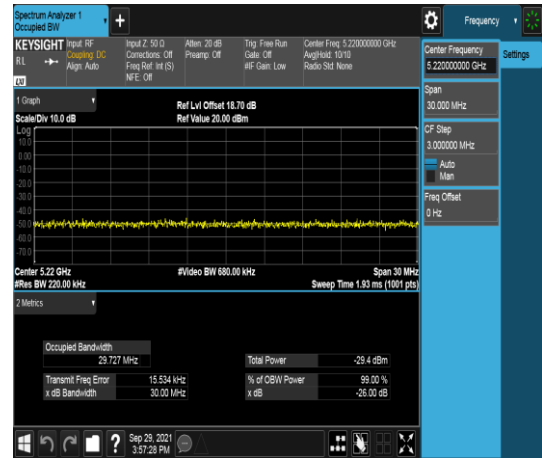 Spectrum Analyzer 1
Occupied BW
+
Frequency
KEYSIGHT
RL
LXI
Input: RF
Coupling: DC
Align: Auto
Input Z: 50 Ω
Corrections: Off
Freq Ref: Int (S)
NFE: Off
Atten: 20 dB
Preamp: Off
Trig: Free Run
Gate: Off
#IF Gain: Low
Center Freq: 5.220000000 GHz
Avg|Hold: 10/10
Radio Std: None
Center Frequency
5.220000000 GHz
Settings
Span
30.000 MHz
CF Step
3.000000 MHz
Auto
Man
Freq Offset
0 Hz
1 Graph
Scale/Div 10.0 dB
Ref Lvl Offset 18.70 dB
Ref Value 20.00 dBm
Log
10.0
0.00
-10.0
-20.0
-30.0
-40.0
-50.0
-60.0
-70.0
Center 5.22 GHz
#Res BW 220.00 kHz
#Video BW 680.00 kHz
Span 30 MHz
Sweep Time 1.93 ms (1001 pts)
2 Metrics
Occupied Bandwidth
29.727 MHz
Total Power -29.4 dBm
Transmit Freq Error 15.534 kHz % of OBW Power 99.00 %
x dB Bandwidth 30.00 MHz x dB -26.00 dB
?
Sep 29, 2021
3:57:28 PM